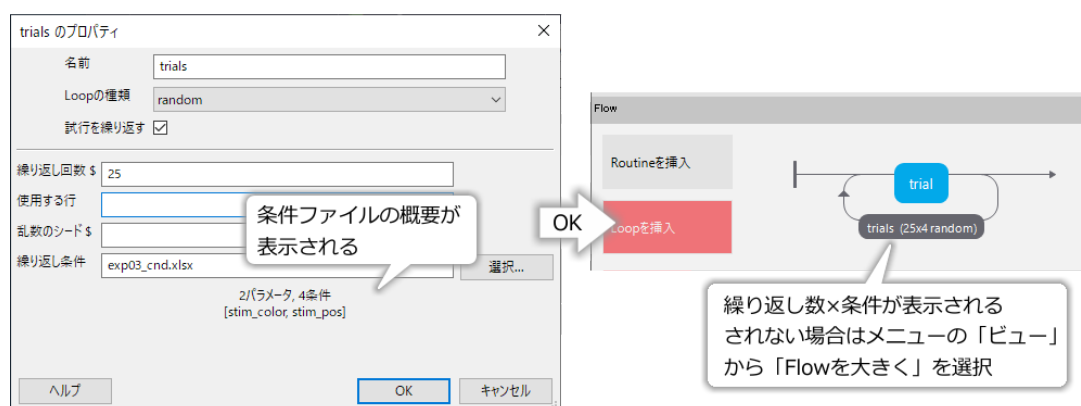 trials のプロパティ
名前
trials
Loopの種類
random
試行を繰り返す
繰り返し回数 $
25
使用する行
乱数のシード $
繰り返し条件
exp03_cnd.xlsx
選択...
2パラメータ, 4条件
[stim_color, stim_pos]
ヘルプ
OK
キャンセル
条件ファイルの概要が
表示される
OK
Flow
Routineを挿入
Loopを挿入
trial
trials (25x4 random)
繰り返し数×条件が表示される
されない場合はメニューの「ビュー」
から「Flowを大きく」を選択